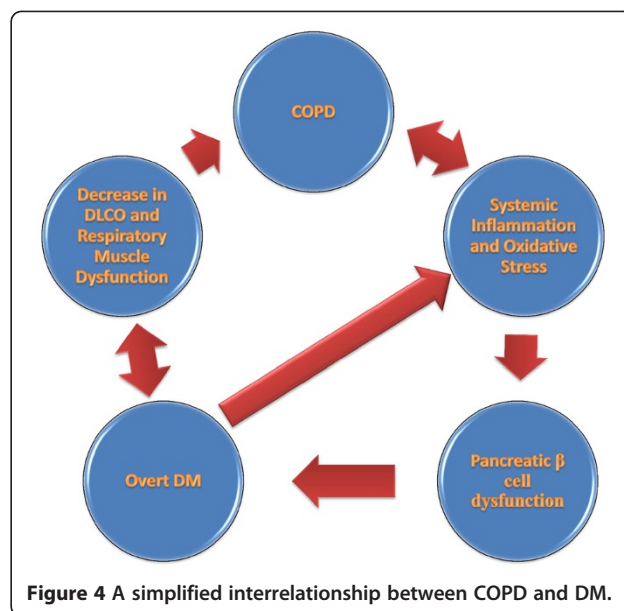 COPD
Decrease in
DLCO and
Respiratory
Muscle
Dysfunction
Systemic
Inflammation
and Oxidative
Stress
Overt DM
Pancreatic β
cell
dysfunction
Figure 4 A simplified interrelationship between COPD and DM.